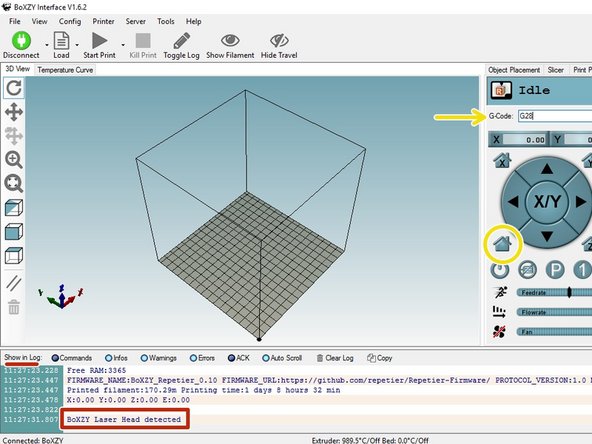 BoXZY Interface V1.6.2
File View Config Printer Server Tools Help
Disconnect Load Start Print Kill Print Toggle Log Show Filament Hide Travel
3D View Temperature Curve
Object Placement Slicer Print P
Idle
G-Code: G28
X 0.00 Y 0.00
X Y
X/Y
Z
P 1
Feedrate
Flowrate
Fan
Show in Log: Commands Infos Warnings Errors ACK Auto Scroll Clear Log Copy
11:27:23.228 Free RAM:3365
11:27:23.447 FIRMWARE_NAME:BoXZY_Repetier_0.10 FIRMWARE_URL:https://github.com/repetier/Repetier-Firmware/ PROTOCOL_VERSION:1.0 M
11:27:23.447 Printed filament:170.29m Printing time:1 days 8 hours 32 min
11:27:23.478 X:0.00 Y:0.00 Z:0.00 E:0.00
11:27:23.822
11:27:31.807 BoXZY Laser Head detected
Connected: BoXZY Extruder: 989.5°C/Off Bed: 0.0°C/Off